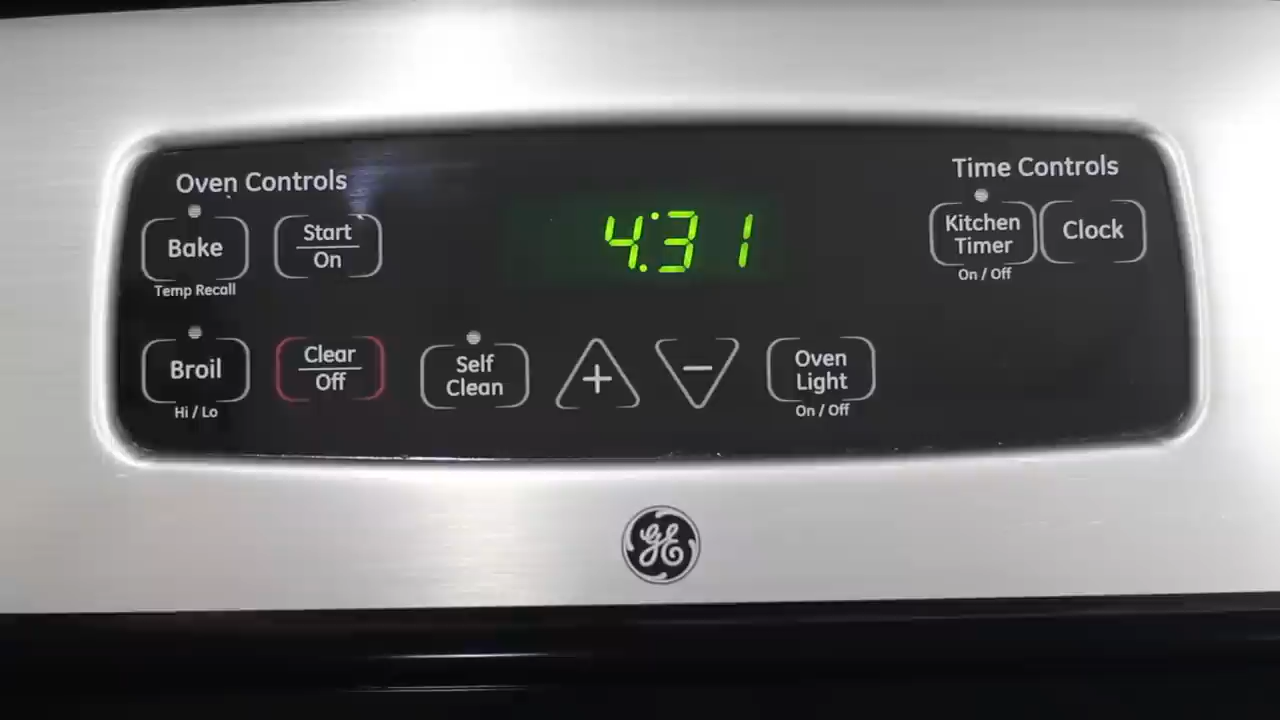 Oven Controls
Time Controls
Bake
Temp Recall
Start
On
4:31
Kitchen
Timer
On / Off
Clock
Broil
Hi / Lo
Clear
Off
Self
Clean
+
−
Oven
Light
On / Off
GE